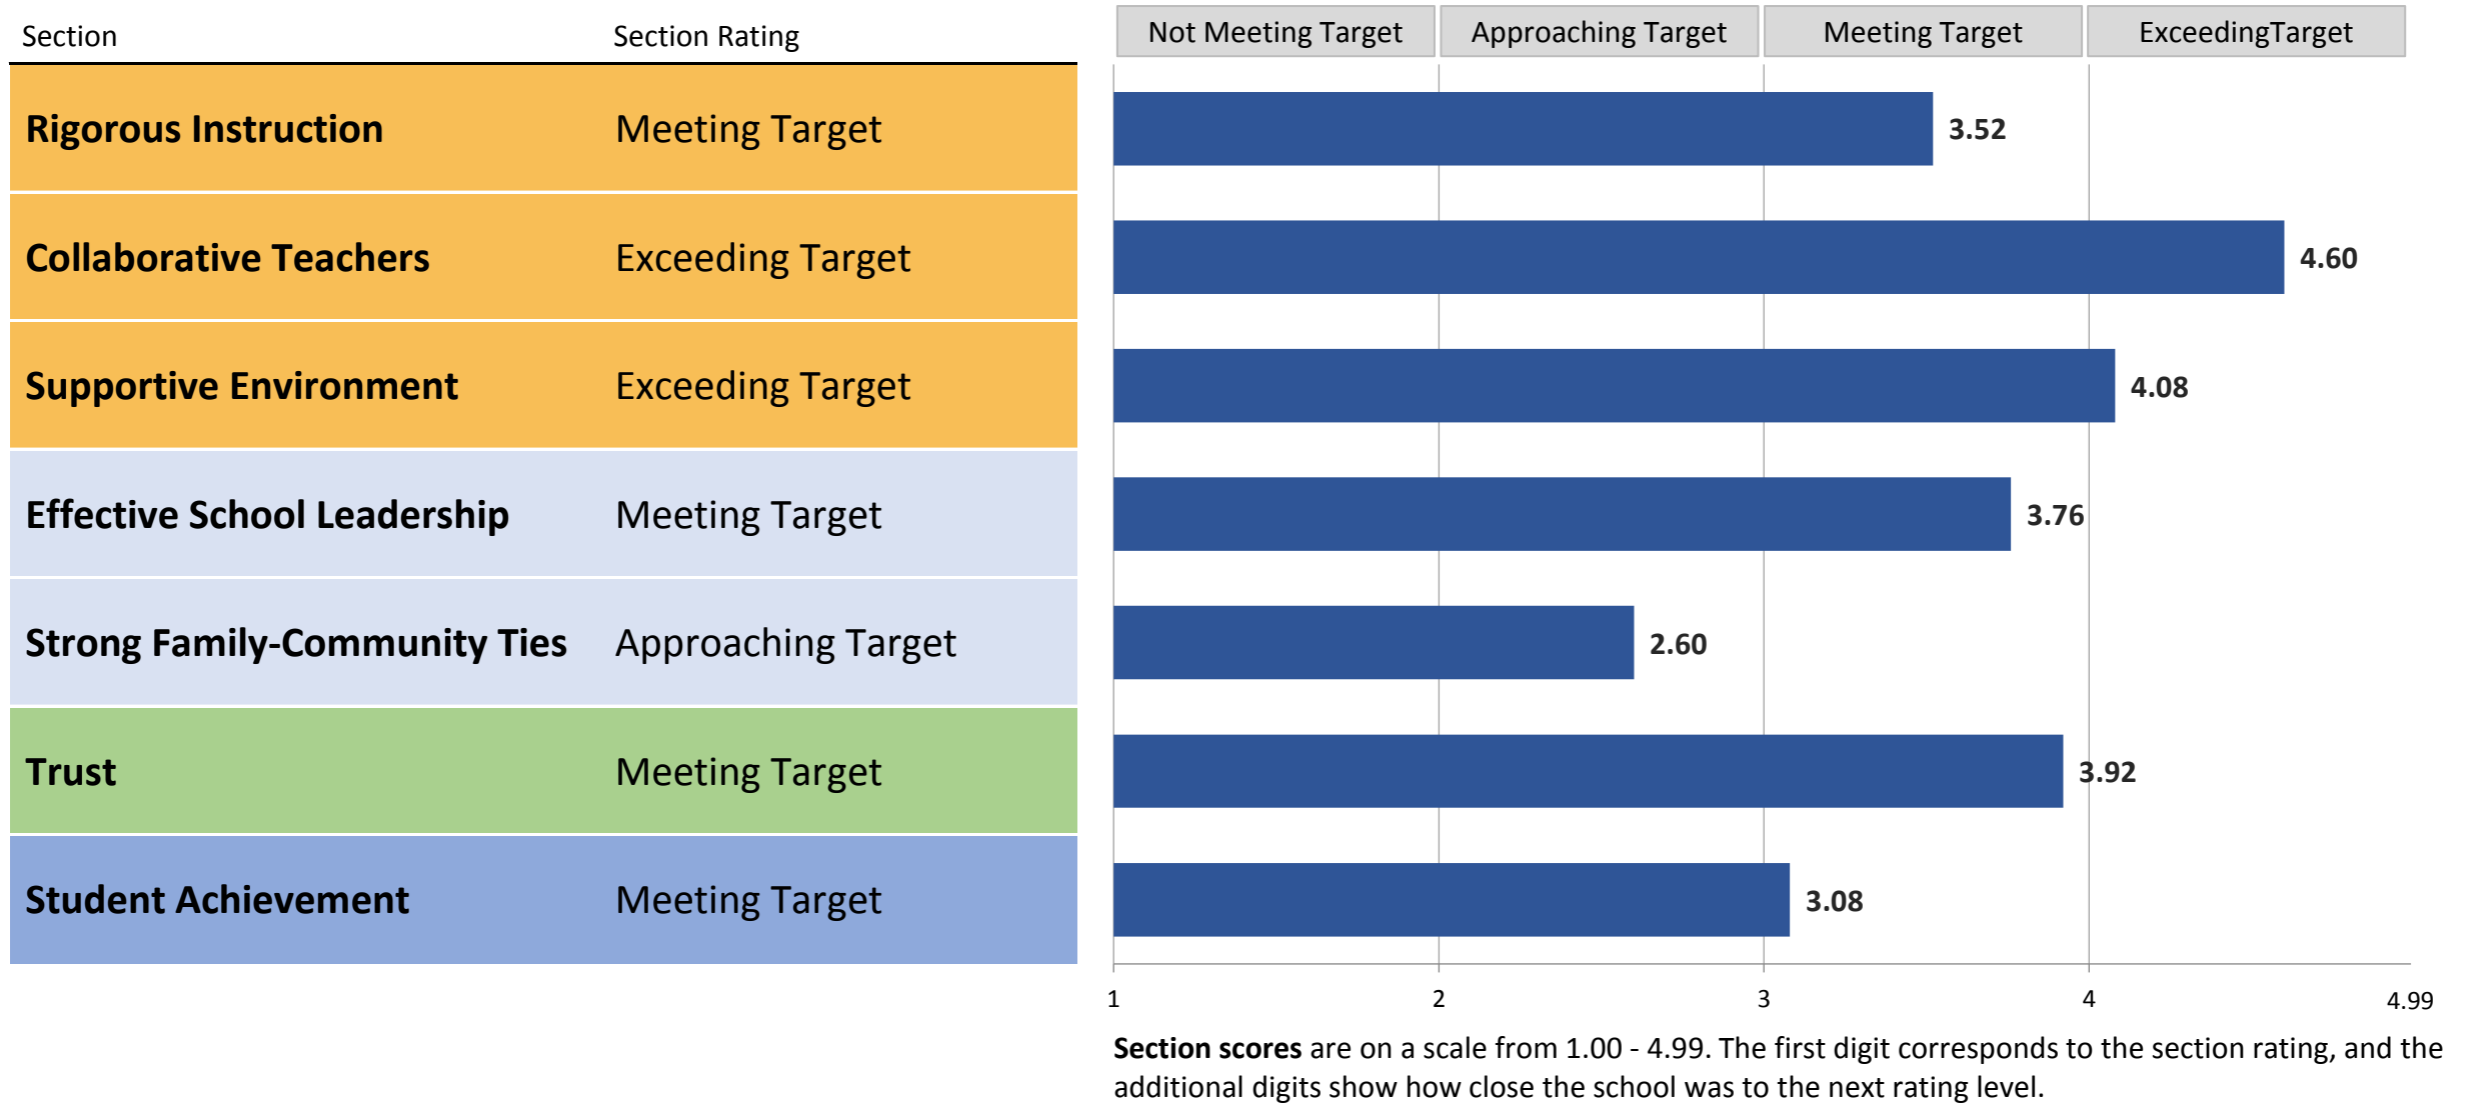 Section Section Rating Not Meeting Target Approaching Target Meeting Target ExceedingTarget
Rigorous Instruction Meeting Target 3.52
Collaborative Teachers Exceeding Target 4.60
Supportive Environment Exceeding Target 4.08
Effective School Leadership Meeting Target 3.76
Strong Family-Community Ties Approaching Target 2.60
Trust Meeting Target 3.92
Student Achievement Meeting Target 3.08
1 2 3 4 4.99
Section scores are on a scale from 1.00 - 4.99. The first digit corresponds to the section rating, and the
additional digits show how close the school was to the next rating level.